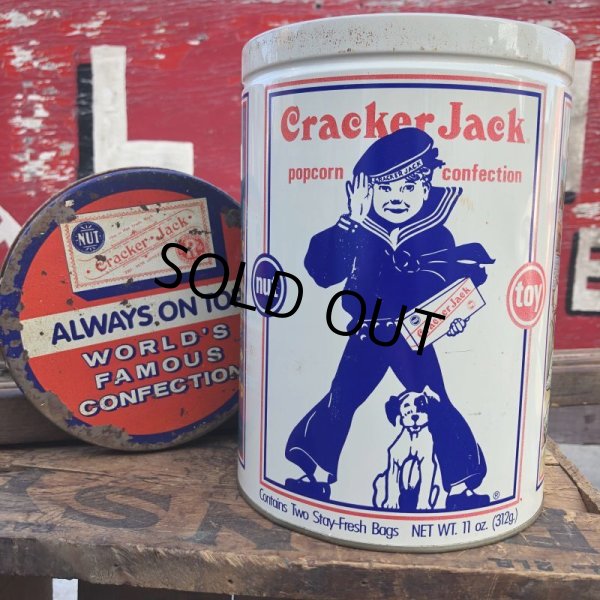 Cracker Jack
popcorn confection
CRACKER JACK
nut
toy
Cracker Jack
Contains Two Stay-Fresh Bags NET WT. 11 oz. (312g.)
NUT
Cracker Jack
ALWAYS ON TO
WORLD'S
FAMOUS
CONFECTION
SOLD OUT